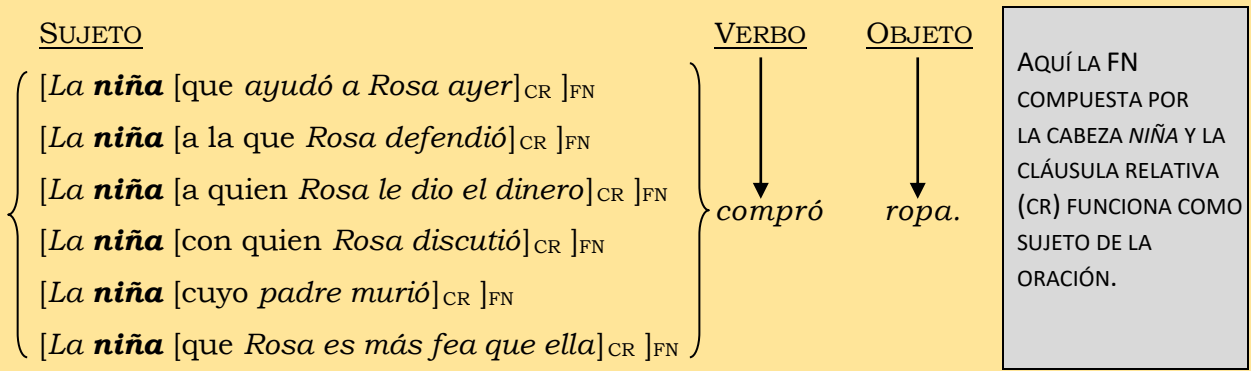 SUJETO VERBO OBJETO
[La niña [que ayudó a Rosa ayer]CR ]FN
[La niña [a la que Rosa defendió]CR ]FN
[La niña [a quien Rosa le dio el dinero]CR ]FN
[La niña [con quien Rosa discutió]CR ]FN
[La niña [cuyo padre murió]CR ]FN
[La niña [que Rosa es más fea que ella]CR ]FN
compró ropa.
AQUÍ LA FN
COMPUESTA POR
LA CABEZA NIÑA Y LA
CLÁUSULA RELATIVA
(CR) FUNCIONA COMO
SUJETO DE LA
ORACIÓN.